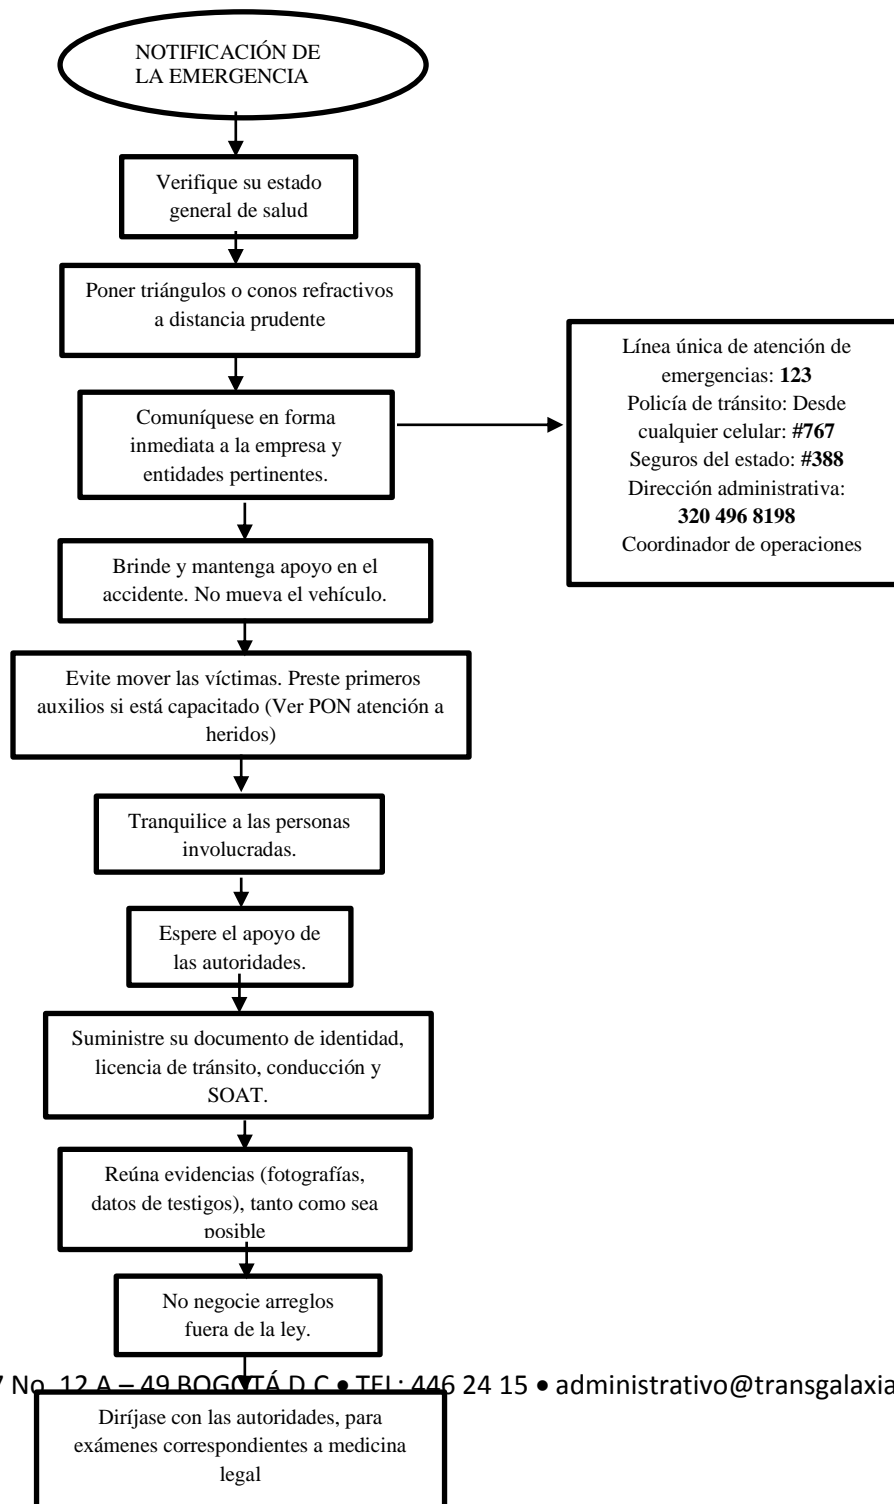 NOTIFICACIÓN DE
LA EMERGENCIA
Verifique su estado
general de salud
Poner triángulos o conos refractivos
a distancia prudente
Comuníquese en forma
inmediata a la empresa y
entidades pertinentes.
Línea única de atención de
emergencias: 123
Policía de tránsito: Desde
cualquier celular: #767
Seguros del estado: #388
Dirección administrativa:
320 496 8198
Coordinador de operaciones
Brinde y mantenga apoyo en el
accidente. No mueva el vehículo.
Evite mover las víctimas. Preste primeros
auxilios si está capacitado (Ver PON atención a
heridos)
Tranquilice a las personas
involucradas.
Espere el apoyo de
las autoridades.
Suministre su documento de identidad,
licencia de tránsito, conducción y
SOAT.
Reúna evidencias (fotografías,
datos de testigos), tanto como sea
posible
No negocie arreglos
fuera de la ley.
7 No. 12 A – 49 BOGOTÁ D.C • TEL: 446 24 15 • administrativo@transgalaxia
Diríjase con las autoridades, para
exámenes correspondientes a medicina
legal